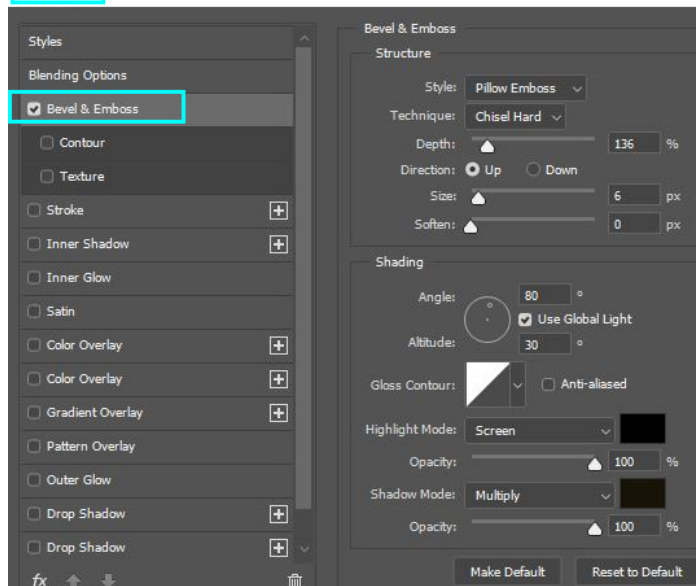 Styles
Blending Options
Bevel & Emboss
Contour
Texture
Stroke
Inner Shadow
Inner Glow
Satin
Color Overlay
Color Overlay
Gradient Overlay
Pattern Overlay
Outer Glow
Drop Shadow
Drop Shadow
fx
Bevel & Emboss
Structure
Style: Pillow Emboss
Technique: Chisel Hard
Depth: 136 %
Direction: Up Down
Size: 6 px
Soften: 0 px
Shading
Angle: 80 °
Use Global Light
Altitude: 30 °
Gloss Contour: Anti-aliased
Highlight Mode: Screen
Opacity: 100 %
Shadow Mode: Multiply
Opacity: 100 %
Make Default Reset to Default